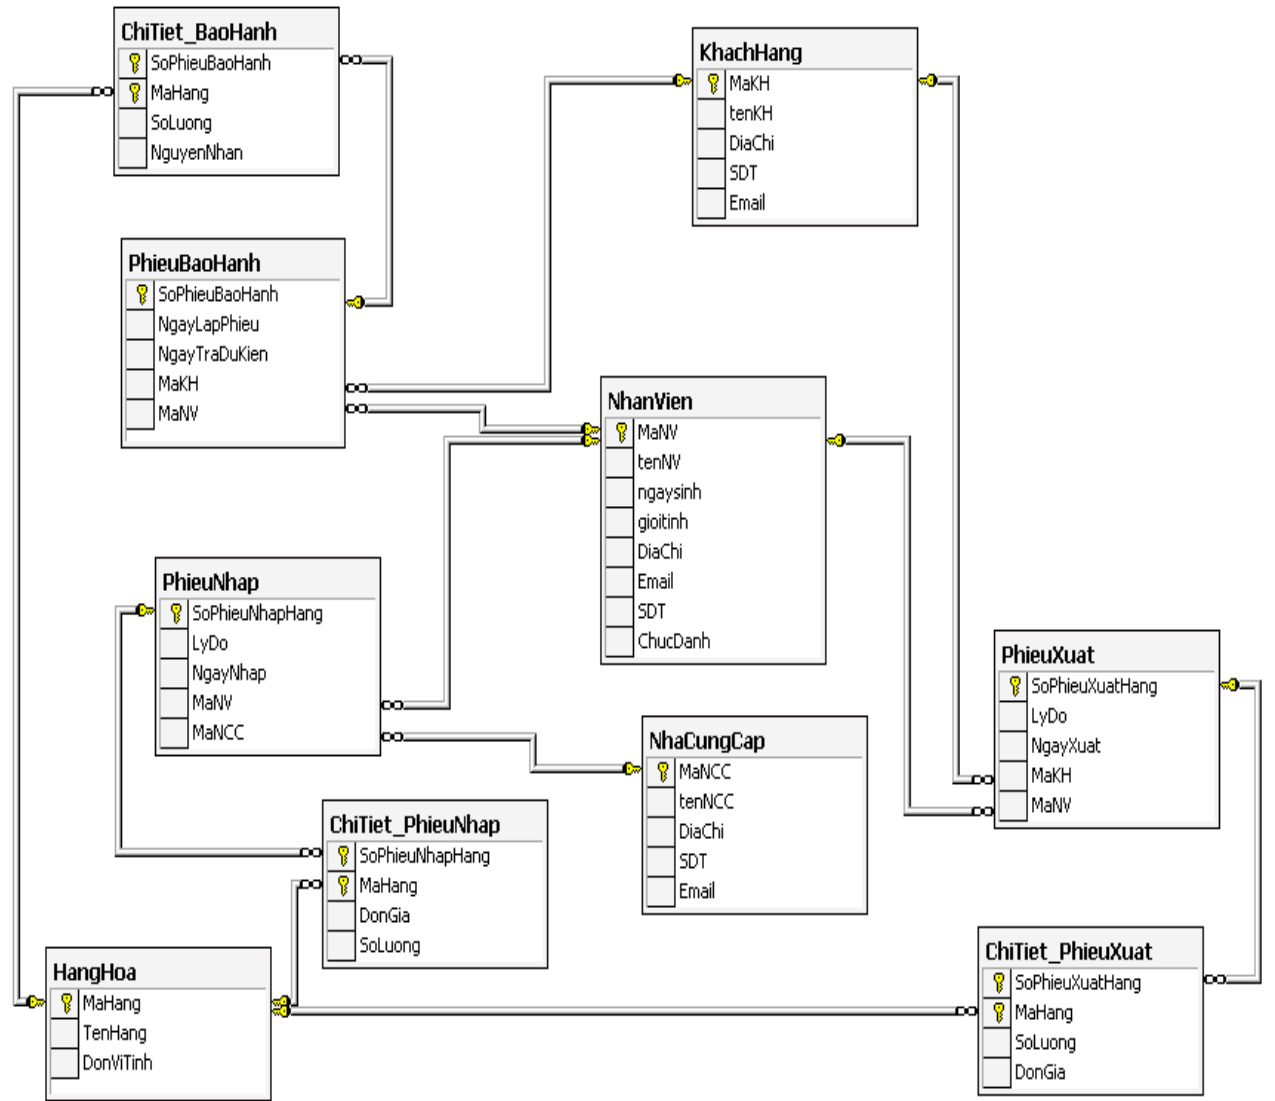 ChiTiet_BaoHanh
SoPhieuBaoHanh
MaHang
SoLuong
NguyenNhan
KhachHang
MaKH
tenKH
DiaChi
SDT
Email
PhieuBaoHanh
SoPhieuBaoHanh
NgayLapPhieu
NgayTraDuKien
MaKH
MaNV
NhanVien
MaNV
tenNV
ngaysinh
gioitinh
DiaChi
Email
SDT
ChucDanh
PhieuNhap
SoPhieuNhapHang
LyDo
NgayNhap
MaNV
MaNCC
PhieuXuat
SoPhieuXuatHang
LyDo
NgayXuat
MaKH
MaNV
NhaCungCap
MaNCC
tenNCC
DiaChi
SDT
Email
ChiTiet_PhieuNhap
SoPhieuNhapHang
MaHang
DonGia
SoLuong
HangHoa
MaHang
TenHang
DonViTinh
ChiTiet_PhieuXuat
SoPhieuXuatHang
MaHang
SoLuong
DonGia